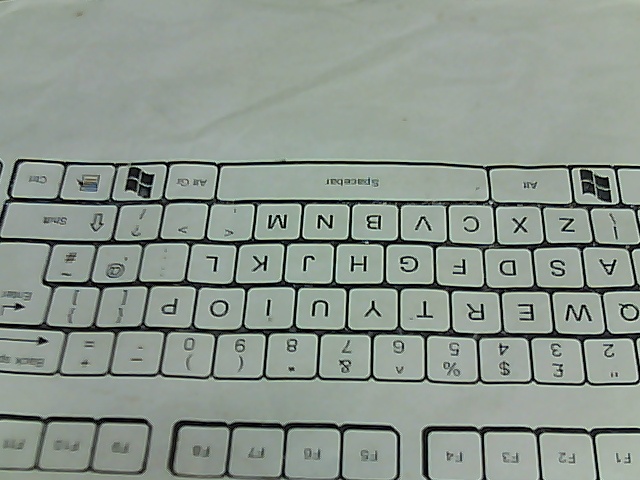 F1 F2 F3 F4 F5 F6 F7 F8 F9 F10 F11
" £ $ % ^ & * ( ) _ +
2 3 4 5 6 7 8 9 0 - = Back sp
Q W E R T Y U I O P { [ } ] Enter
A S D F G H J K L : ; @ ~ #
| \ Z X C V B N M < , > . ? / Shift
Alt Spacebar Alt Gr Ctrl